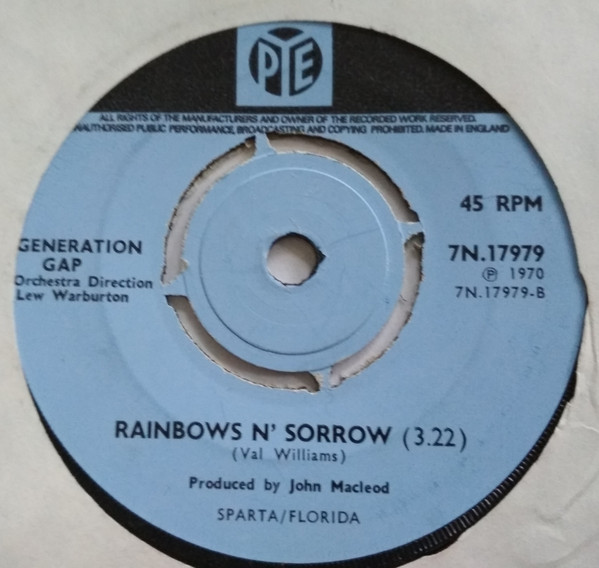 PYE
ALL RIGHTS OF THE MANUFACTURERS AND OWNER OF THE RECORDED WORK RESERVED.
UNAUTHORISED PUBLIC PERFORMANCE, BROADCASTING AND COPYING PROHIBITED. MADE IN ENGLAND
45 RPM
GENERATION
GAP
Orchestra Direction
Lew Warburton
7N.17979
Ⓟ 1970
7N.17979-B
RAINBOWS N' SORROW (3.22)
(Val Williams)
Produced by John Macleod
SPARTA/FLORIDA